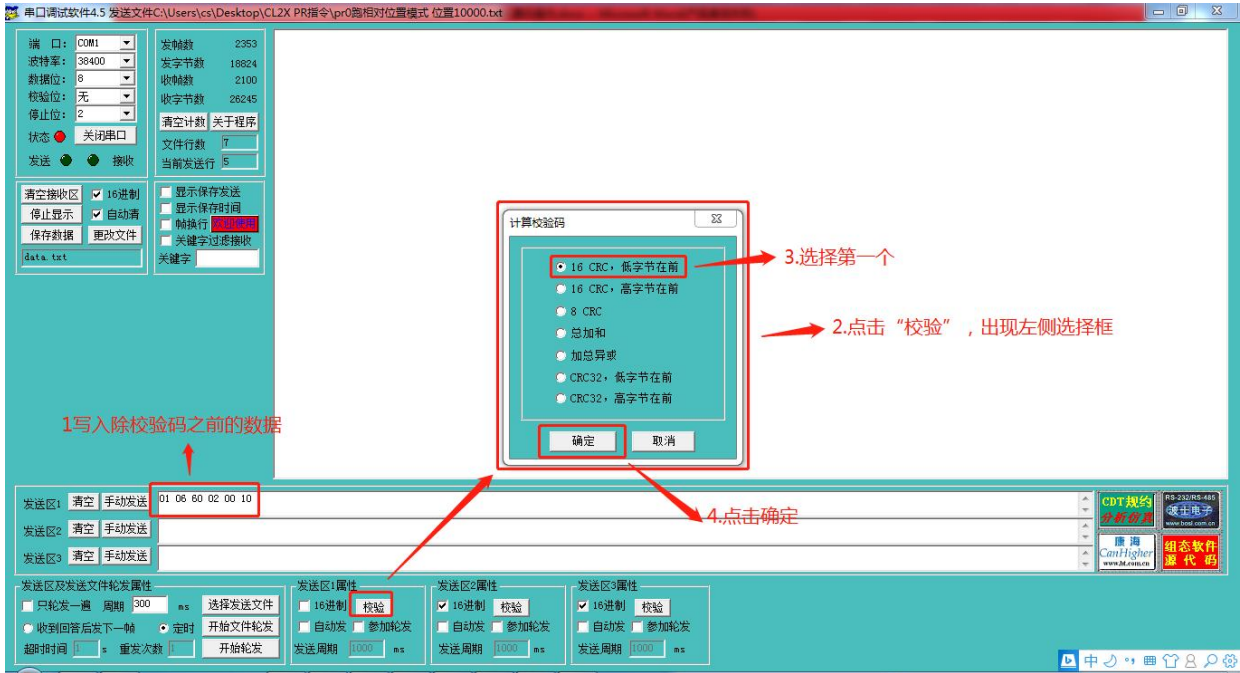 串口调试软件4.5 发送文件C:\Users\cs\Desktop\CL2X PR指令\pr0跑相对位置模式 位置10000.txt
端 口: COM1
波特率: 38400
数据位: 8
校验位: 无
停止位: 2
状态 关闭串口
发送 接收
发帧数 2353
发字节数 18824
收帧数 2100
收字节数 26245
清空计数 关于程序
文件行数 7
当前发送行 5
清空接收区 16进制
停止显示 自动清
保存数据 更改文件
data.txt
显示保存发送
显示保存时间
帧换行 欢迎使用
关键字过滤接收
关键字
计算校验码
16 CRC，低字节在前
16 CRC，高字节在前
8 CRC
总加和
加总异或
CRC32，低字节在前
CRC32，高字节在前
确定 取消
3.选择第一个
2.点击“校验”，出现左侧选择框
1写入除校验码之前的数据
4.点击确定
发送区1 清空 手动发送 01 06 60 02 00 10
发送区2 清空 手动发送
发送区3 清空 手动发送
CDT规约
分析仿真
RS-232/RS-485
波士电子
www.bosi.com.cn
康海
CanHigher
组态软件
源代码
发送区及发送文件轮发属性
只轮发一遍 周期 300 ms 选择发送文件
收到回答后发下一帧 定时 开始文件轮发
超时时间 1 s 重发次数 1 开始轮发
发送区1属性
16进制 校验
自动发 参加轮发
发送周期 1000 ms
发送区2属性
16进制 校验
自动发 参加轮发
发送周期 1000 ms
发送区3属性
16进制 校验
自动发 参加轮发
发送周期 1000 ms
中